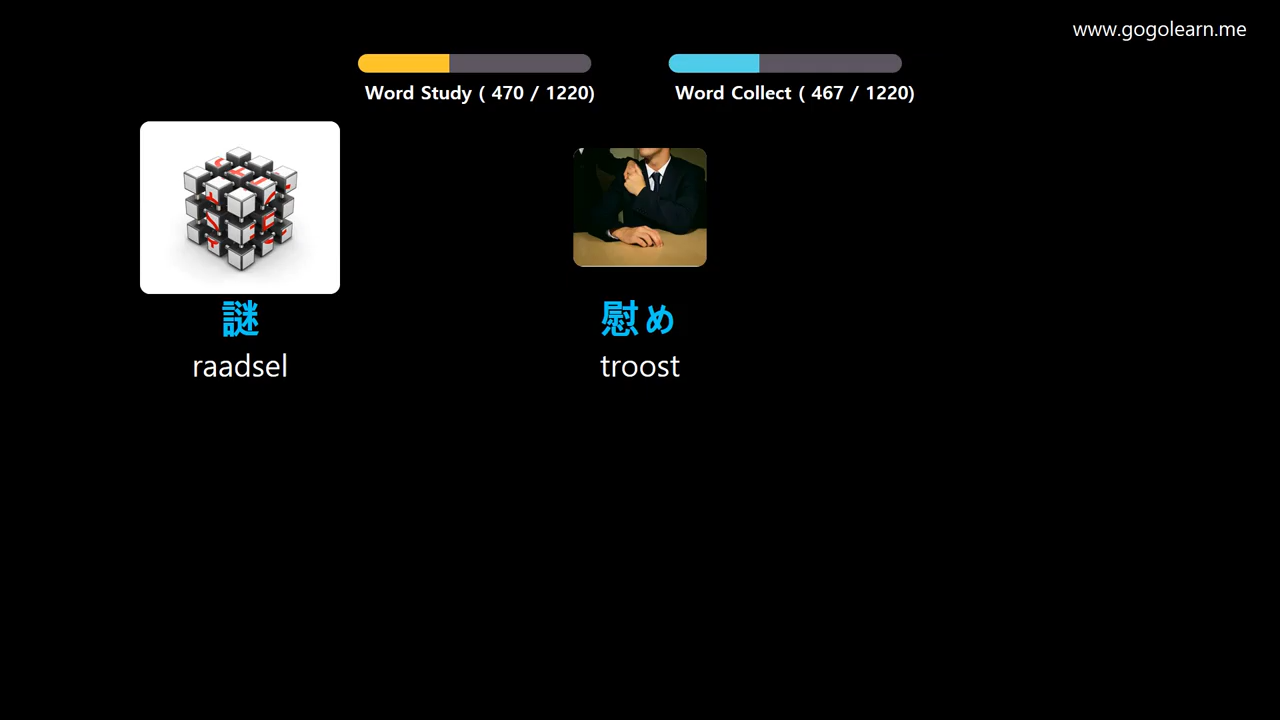 www.gogolearn.me
Word Study ( 470 / 1220)
Word Collect ( 467 / 1220)
謎
raadsel
慰め
troost